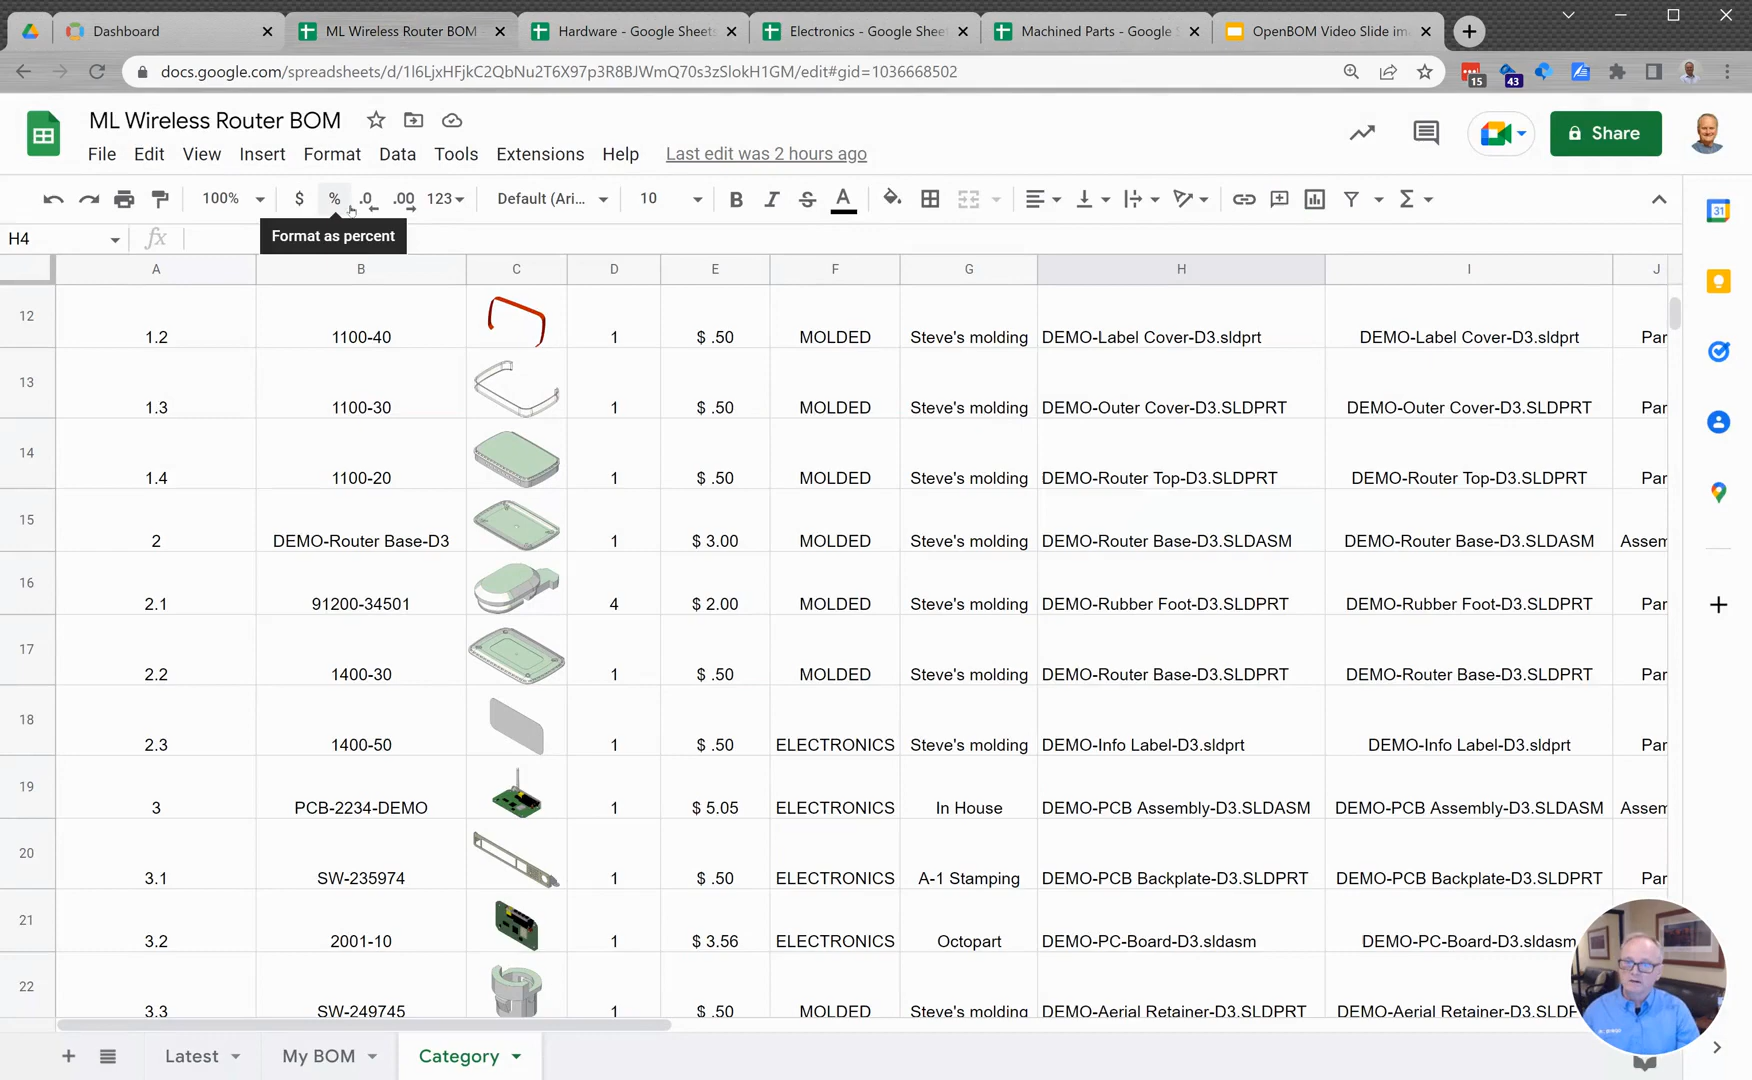 Dashboard
ML Wireless Router BOM
Hardware - Google Sheets
Electronics - Google Shee
Machined Parts - Google S
OpenBOM Video Slide im
docs.google.com/spreadsheets/d/1l6LjxHFjkC2QbNu2T6X97p3R8BJWmQ70s3zSlokH1GM/edit#gid=1036668502
15
43
ML Wireless Router BOM
File Edit View Insert Format Data Tools Extensions Help Last edit was 2 hours ago
Share
100% $ % .0 .00 123 Default (Ari... 10 B I S A Σ
31
H4 fx
Format as percent
A B C D E F G H I J
12 1.2 1100-40 1 $ .50 MOLDED Steve's molding DEMO-Label Cover-D3.sldprt DEMO-Label Cover-D3.sldprt Par
13 1.3 1100-30 1 $ .50 MOLDED Steve's molding DEMO-Outer Cover-D3.SLDPRT DEMO-Outer Cover-D3.SLDPRT Par
14 1.4 1100-20 1 $ .50 MOLDED Steve's molding DEMO-Router Top-D3.SLDPRT DEMO-Router Top-D3.SLDPRT Par
15 2 DEMO-Router Base-D3 1 $ 3.00 MOLDED Steve's molding DEMO-Router Base-D3.SLDASM DEMO-Router Base-D3.SLDASM Assem
16 2.1 91200-34501 4 $ 2.00 MOLDED Steve's molding DEMO-Rubber Foot-D3.SLDPRT DEMO-Rubber Foot-D3.SLDPRT Par
17 2.2 1400-30 1 $ .50 MOLDED Steve's molding DEMO-Router Base-D3.SLDPRT DEMO-Router Base-D3.SLDPRT Par
18 2.3 1400-50 1 $ .50 ELECTRONICS Steve's molding DEMO-Info Label-D3.sldprt DEMO-Info Label-D3.sldprt Par
19 3 PCB-2234-DEMO 1 $ 5.05 ELECTRONICS In House DEMO-PCB Assembly-D3.SLDASM DEMO-PCB Assembly-D3.SLDASM Assem
20 3.1 SW-235974 1 $ .50 ELECTRONICS A-1 Stamping DEMO-PCB Backplate-D3.SLDPRT DEMO-PCB Backplate-D3.SLDPRT Par
21 3.2 2001-10 1 $ 3.56 ELECTRONICS Octopart DEMO-PC-Board-D3.sldasm DEMO-PC-Board-D3.sldasm
22 3.3 SW-249745 1 $ .50 MOLDED Steve's molding DEMO-Aerial Retainer-D3.SLDPRT DEMO-Aerial Retainer-D3.SLDP
Latest My BOM Category